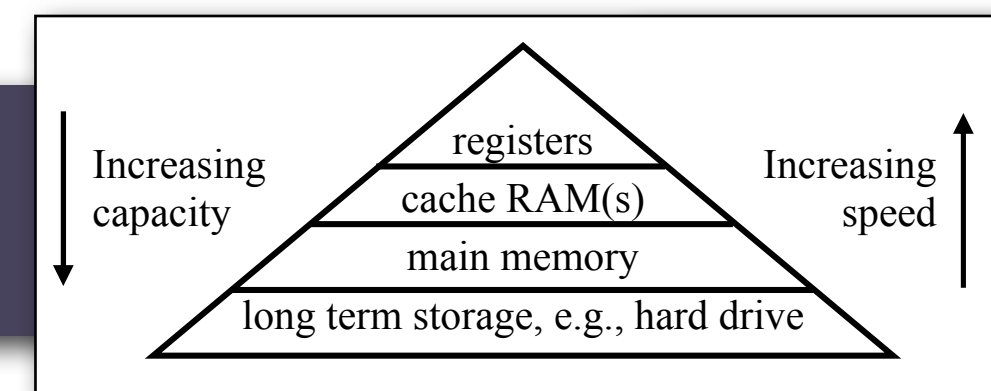 registers
Increasing
capacity
cache RAM(s)
Increasing
speed
main memory
long term storage, e.g., hard drive